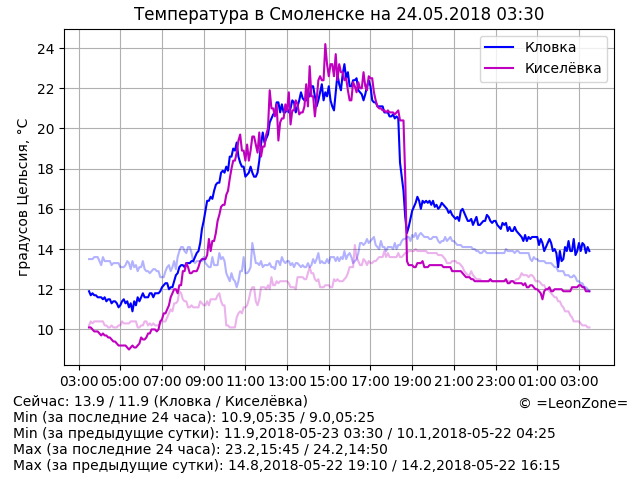 Температура в Смоленске на 24.05.2018 03:30
градусов Цельсия, °C
24
22
20
18
16
14
12
10
Кловка
Киселёвка
03:00 05:00 07:00 09:00 11:00 13:00 15:00 17:00 19:00 21:00 23:00 01:00 03:00
Сейчас: 13.9 / 11.9 (Кловка / Киселёвка)
© =LeonZone=
Min (за последние 24 часа): 10.9,05:35 / 9.0,05:25
Min (за предыдущие сутки): 11.9,2018-05-23 03:30 / 10.1,2018-05-22 04:25
Max (за последние 24 часа): 23.2,15:45 / 24.2,14:50
Max (за предыдущие сутки): 14.8,2018-05-22 19:10 / 14.2,2018-05-22 16:15